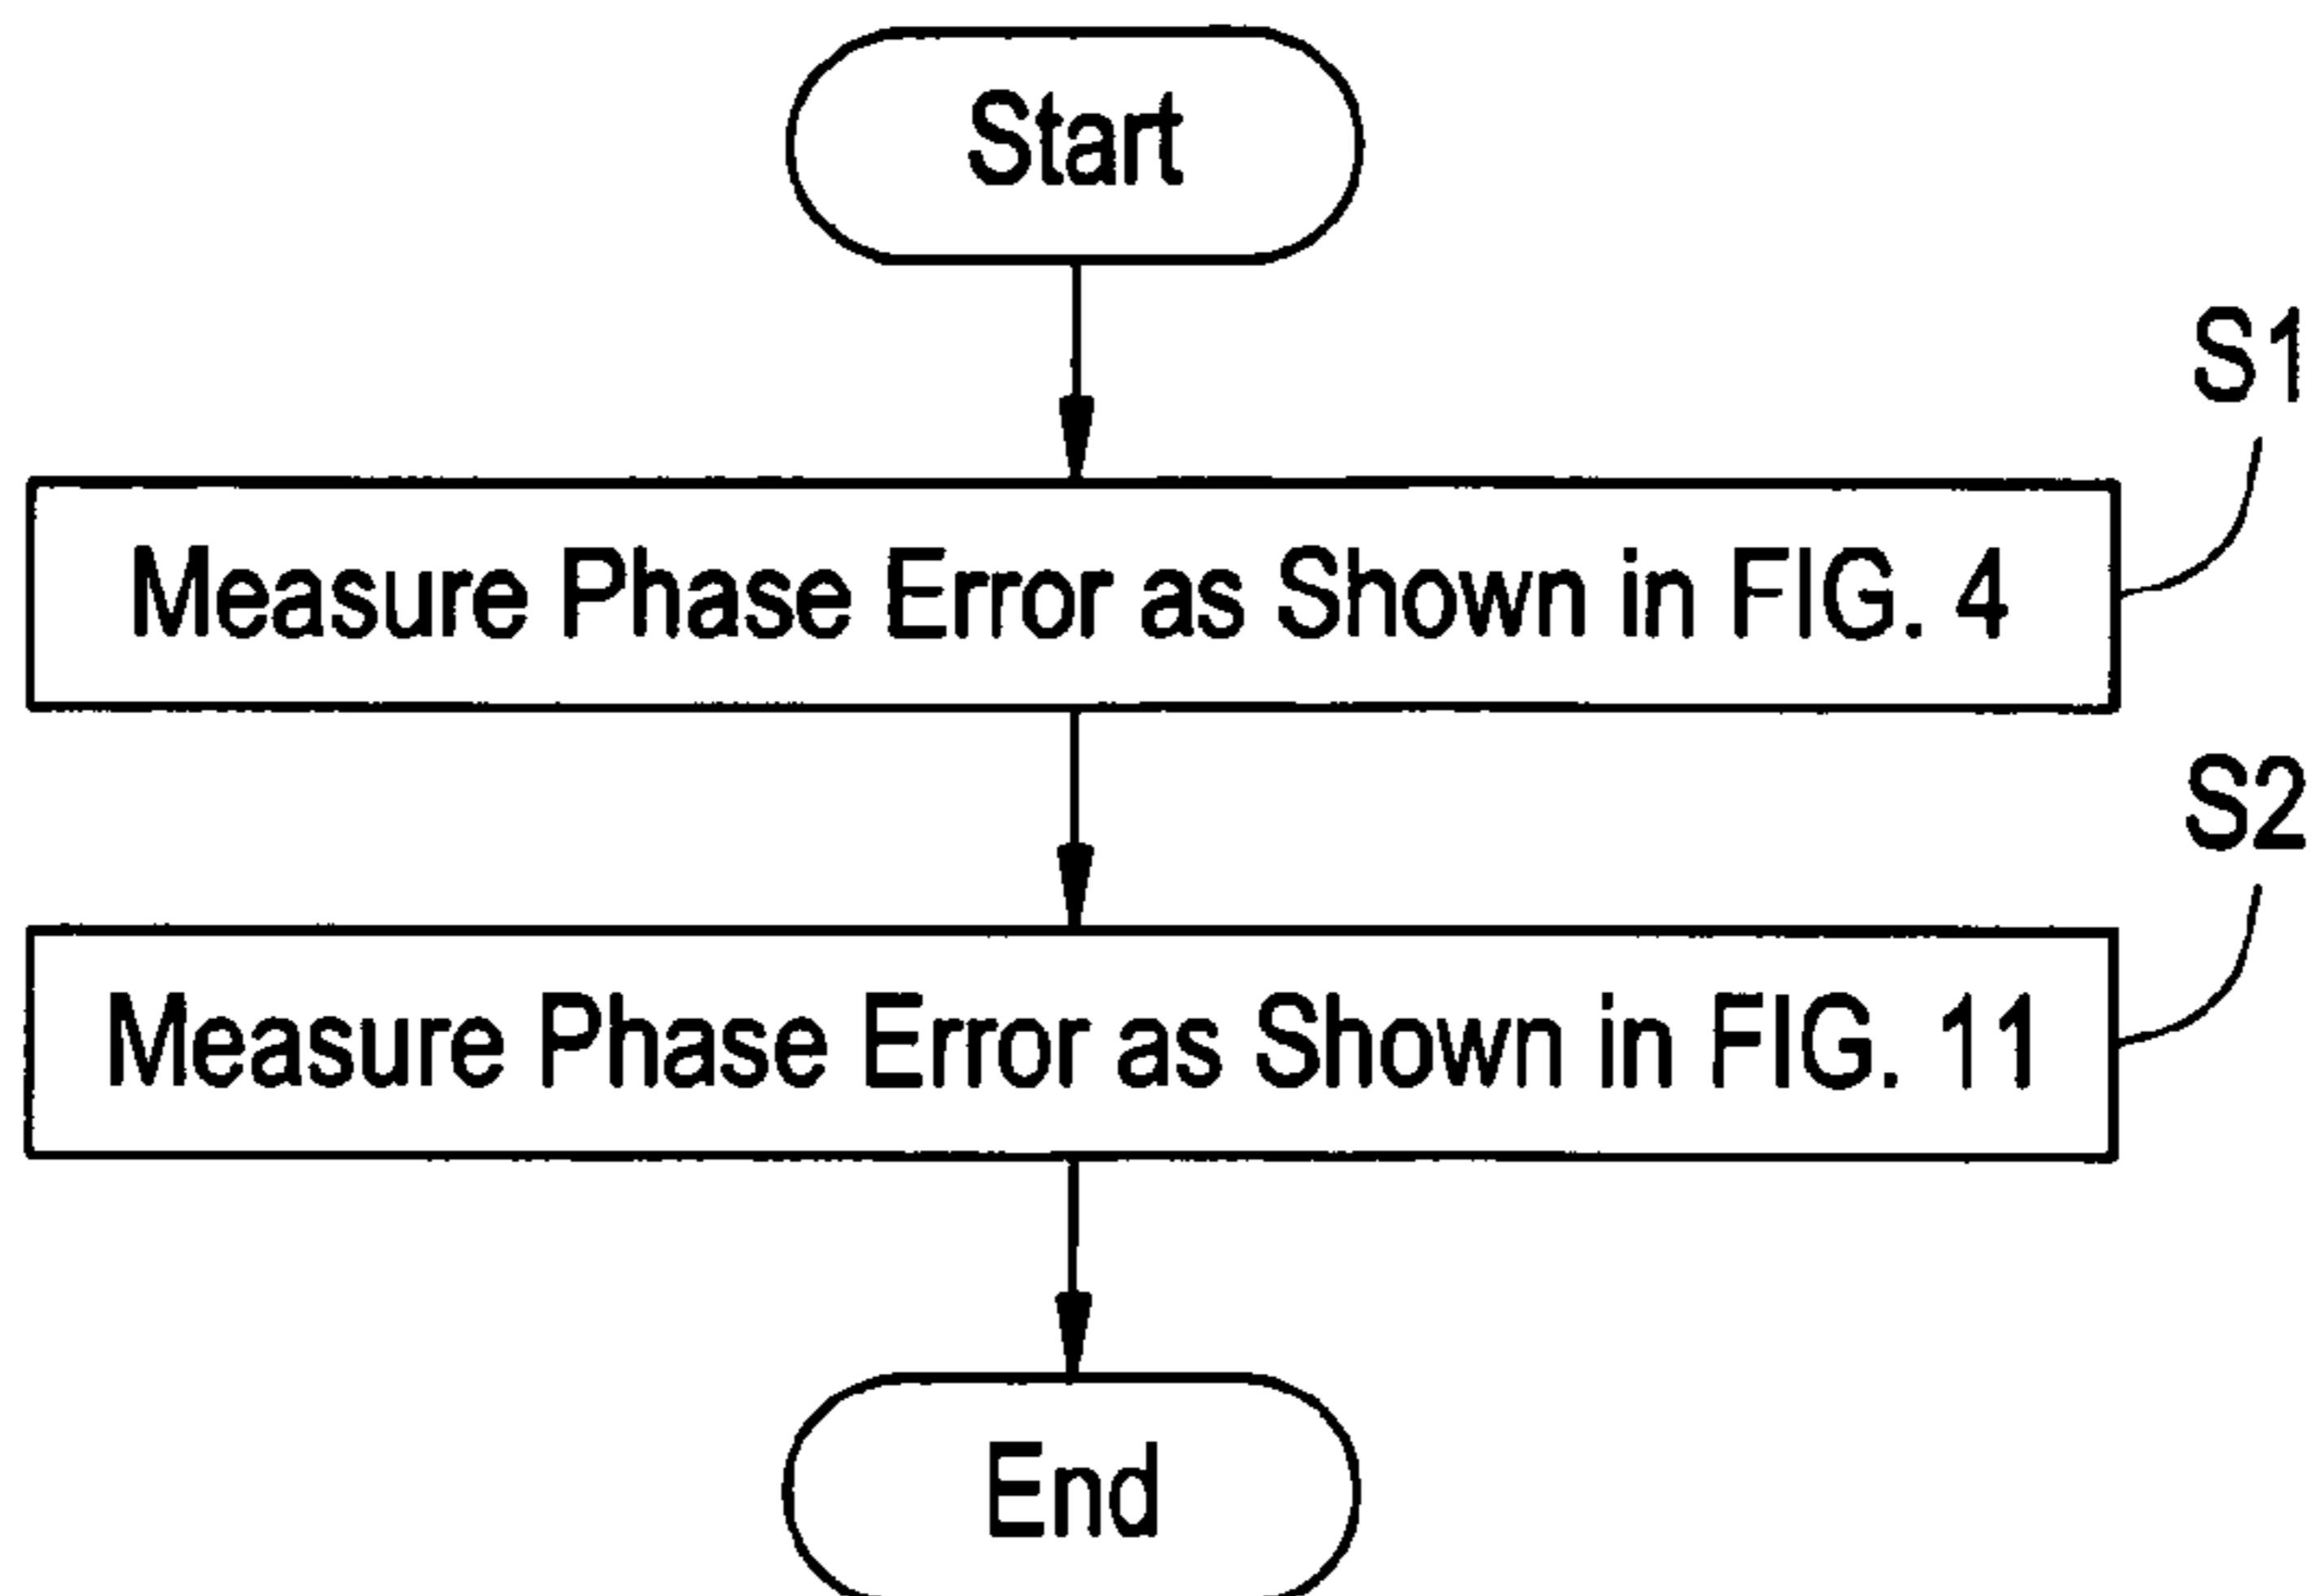 Start
S1
Measure Phase Error as Shown in FIG. 4
S2
Measure Phase Error as Shown in FIG. 11
End